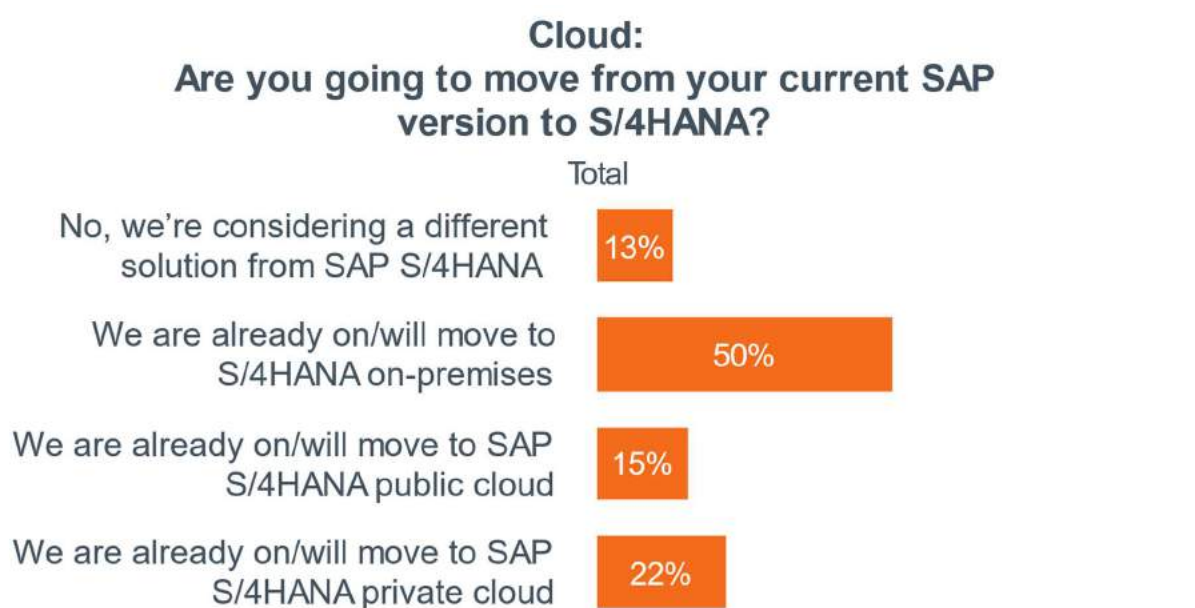 Cloud:
Are you going to move from your current SAP
version to S/4HANA?
Total
No, we’re considering a different
solution from SAP S/4HANA
13%
We are already on/will move to
S/4HANA on-premises
50%
We are already on/will move to SAP
S/4HANA public cloud
15%
We are already on/will move to SAP
S/4HANA private cloud
22%